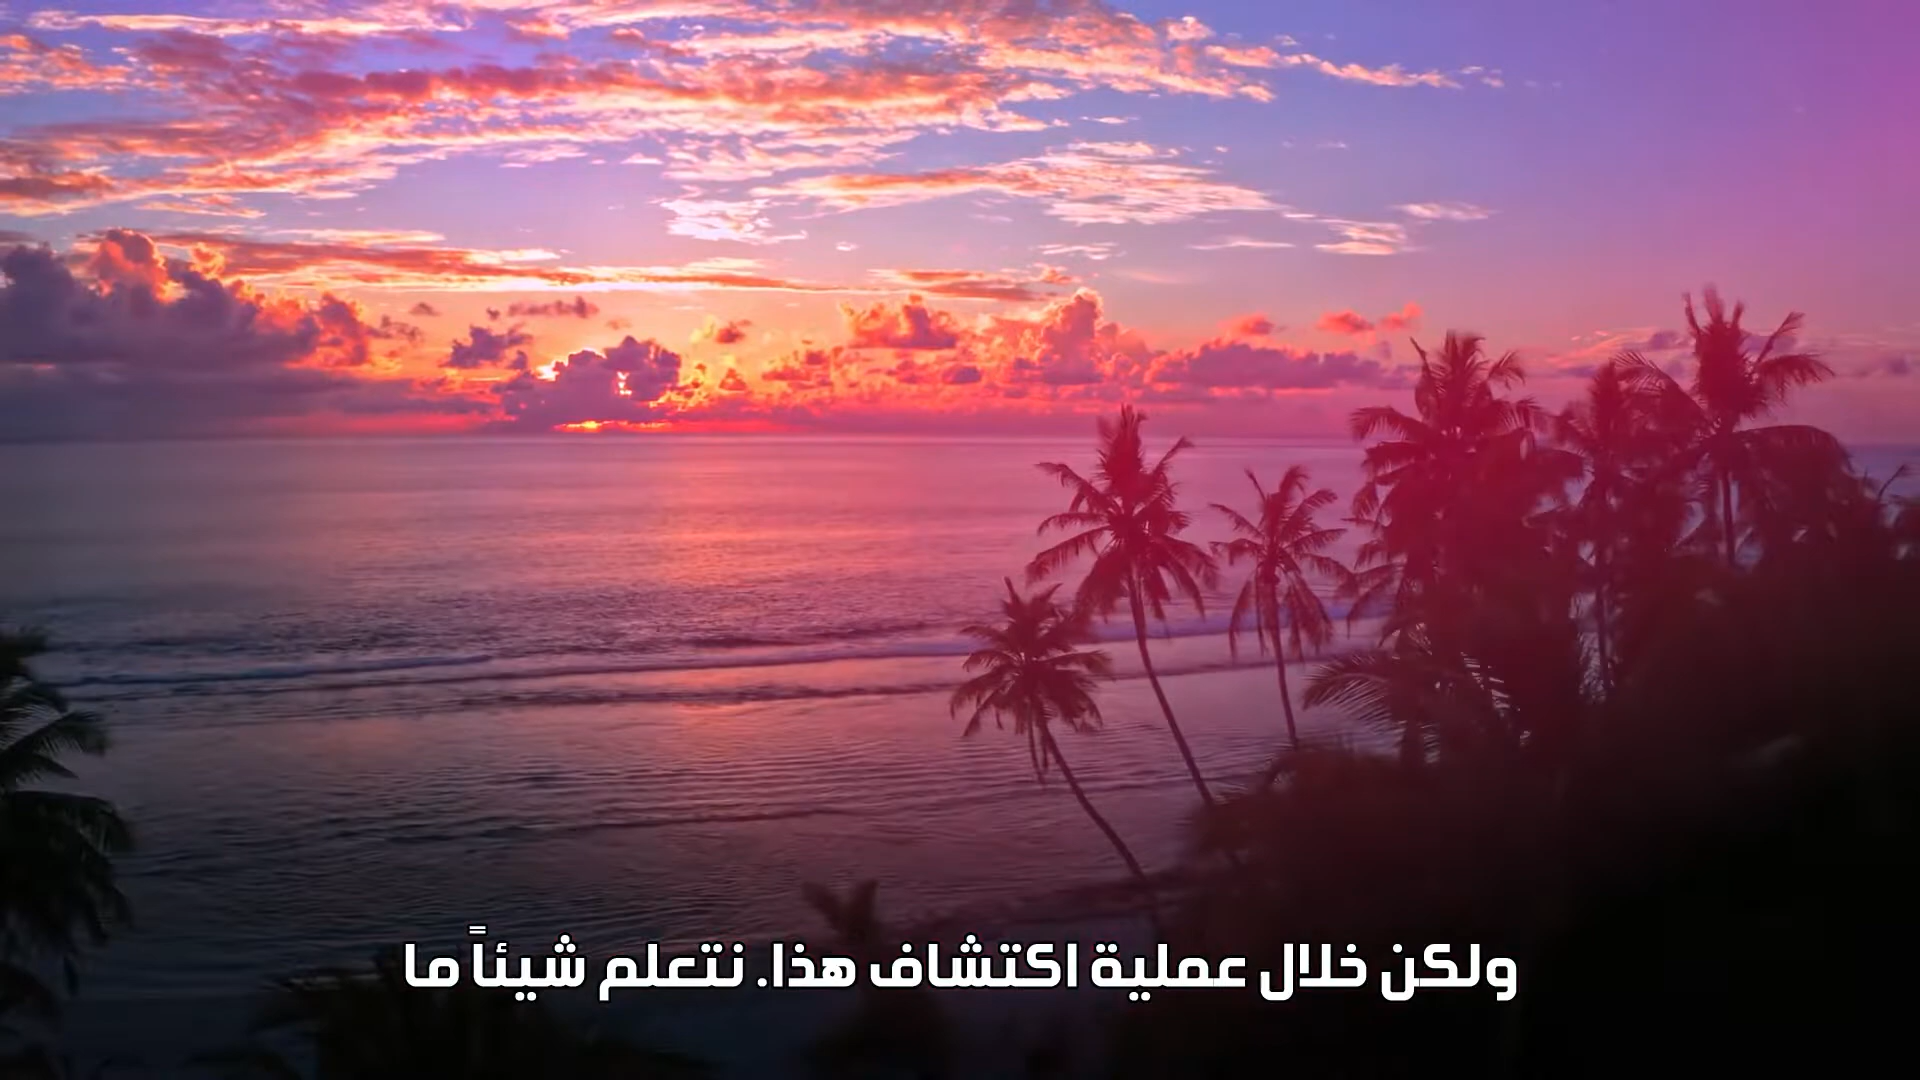 ولكن خلال عملية اكتشاف هذا. نتعلم شيئاً ما